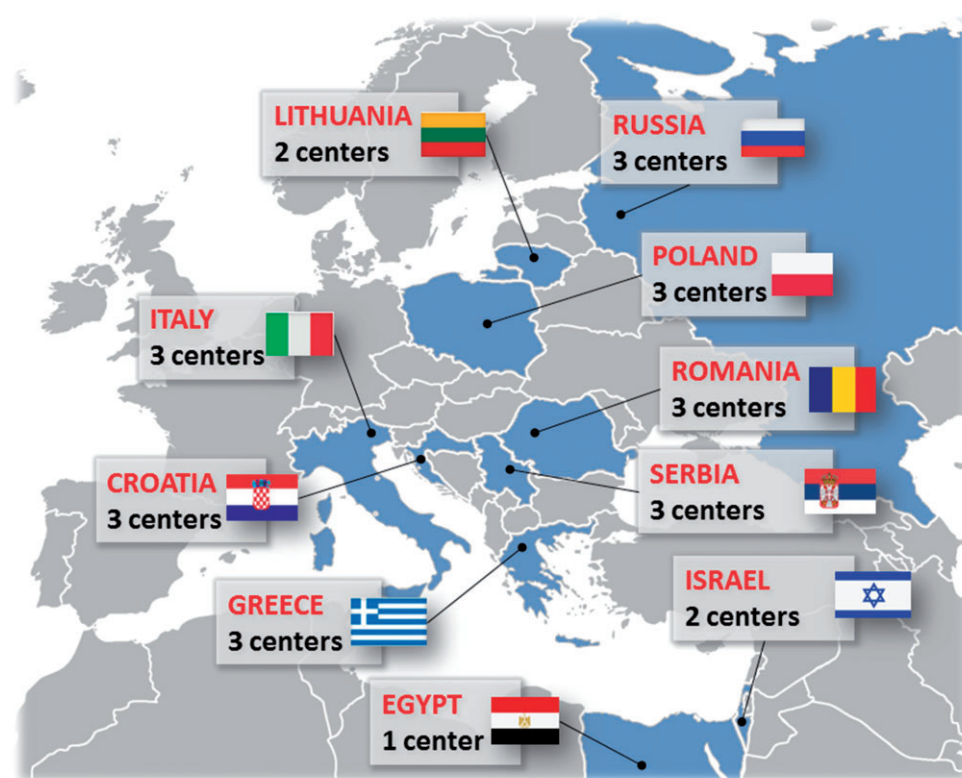 LITHUANIA
2 centers
RUSSIA
3 centers
POLAND
3 centers
ITALY
3 centers
ROMANIA
3 centers
CROATIA
3 centers
SERBIA
3 centers
ISRAEL
2 centers
GREECE
3 centers
EGYPT
1 center